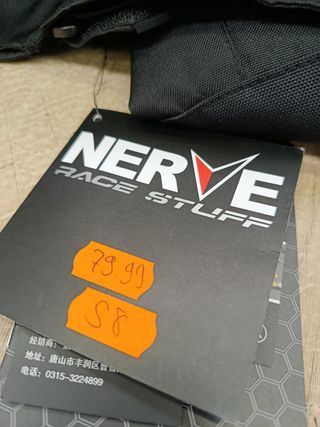 NERVE
RACE STUFF
79.99
S8
经销商：
地址：唐山市丰润区
电话：0315-3224899